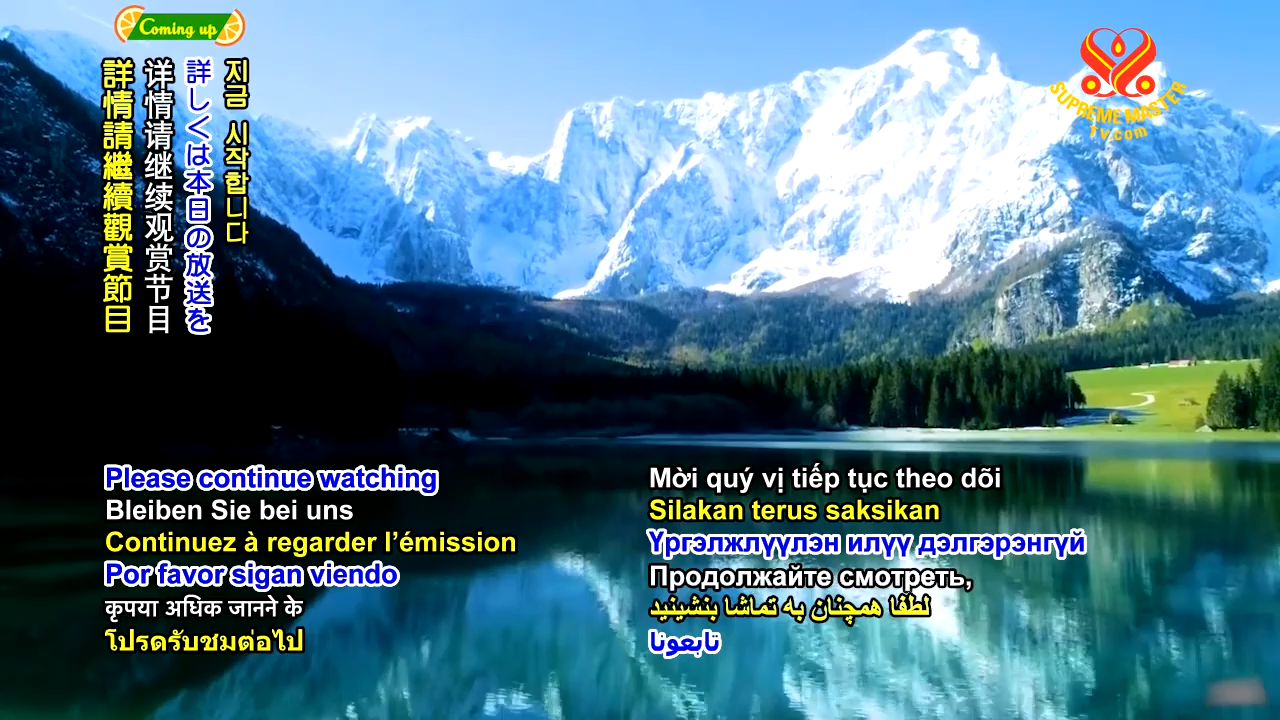 Coming up
詳情請繼續觀賞節目
详情请继续观赏节目
詳しくは本日の放送を
지금 시작합니다
SUPREME MASTER
TV.com
Please continue watching
Bleiben Sie bei uns
Continuez à regarder l’émission
Por favor sigan viendo
कृपया अधिक जानने के
โปรดรับชมต่อไป
Mời quý vị tiếp tục theo dõi
Silakan terus saksikan
Үргэлжлүүлэн илүү дэлгэрэнгүй
Продолжайте смотреть,
لطفا همچنان به تماشا بنشینید
تابعونا